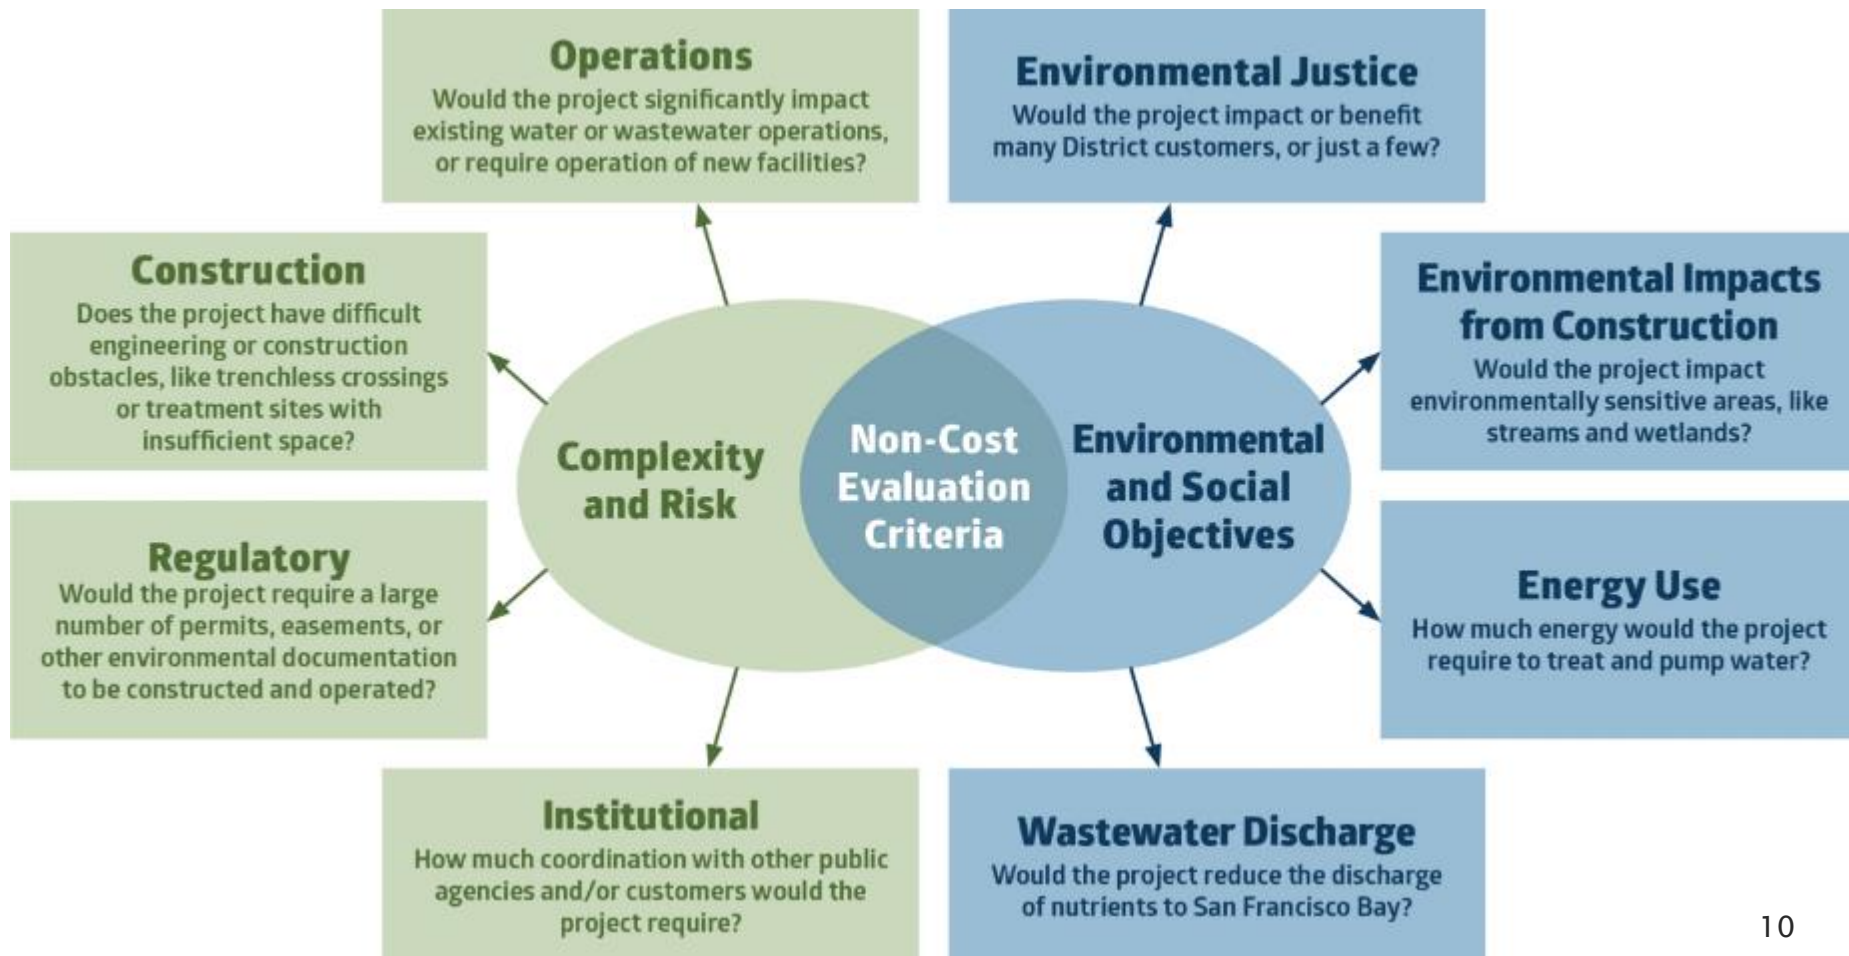 Operations
Would the project significantly impact
existing water or wastewater operations,
or require operation of new facilities?
Environmental Justice
Would the project impact or benefit
many District customers, or just a few?
Construction
Does the project have difficult
engineering or construction
obstacles, like trenchless crossings
or treatment sites with
insufficient space?
Environmental Impacts
from Construction
Would the project impact
environmentally sensitive areas, like
streams and wetlands?
Complexity
and Risk
Non-Cost
Evaluation
Criteria
Environmental
and Social
Objectives
Regulatory
Would the project require a large
number of permits, easements, or
other environmental documentation
to be constructed and operated?
Energy Use
How much energy would the project
require to treat and pump water?
Institutional
How much coordination with other public
agencies and/or customers would the
project require?
Wastewater Discharge
Would the project reduce the discharge
of nutrients to San Francisco Bay?
10